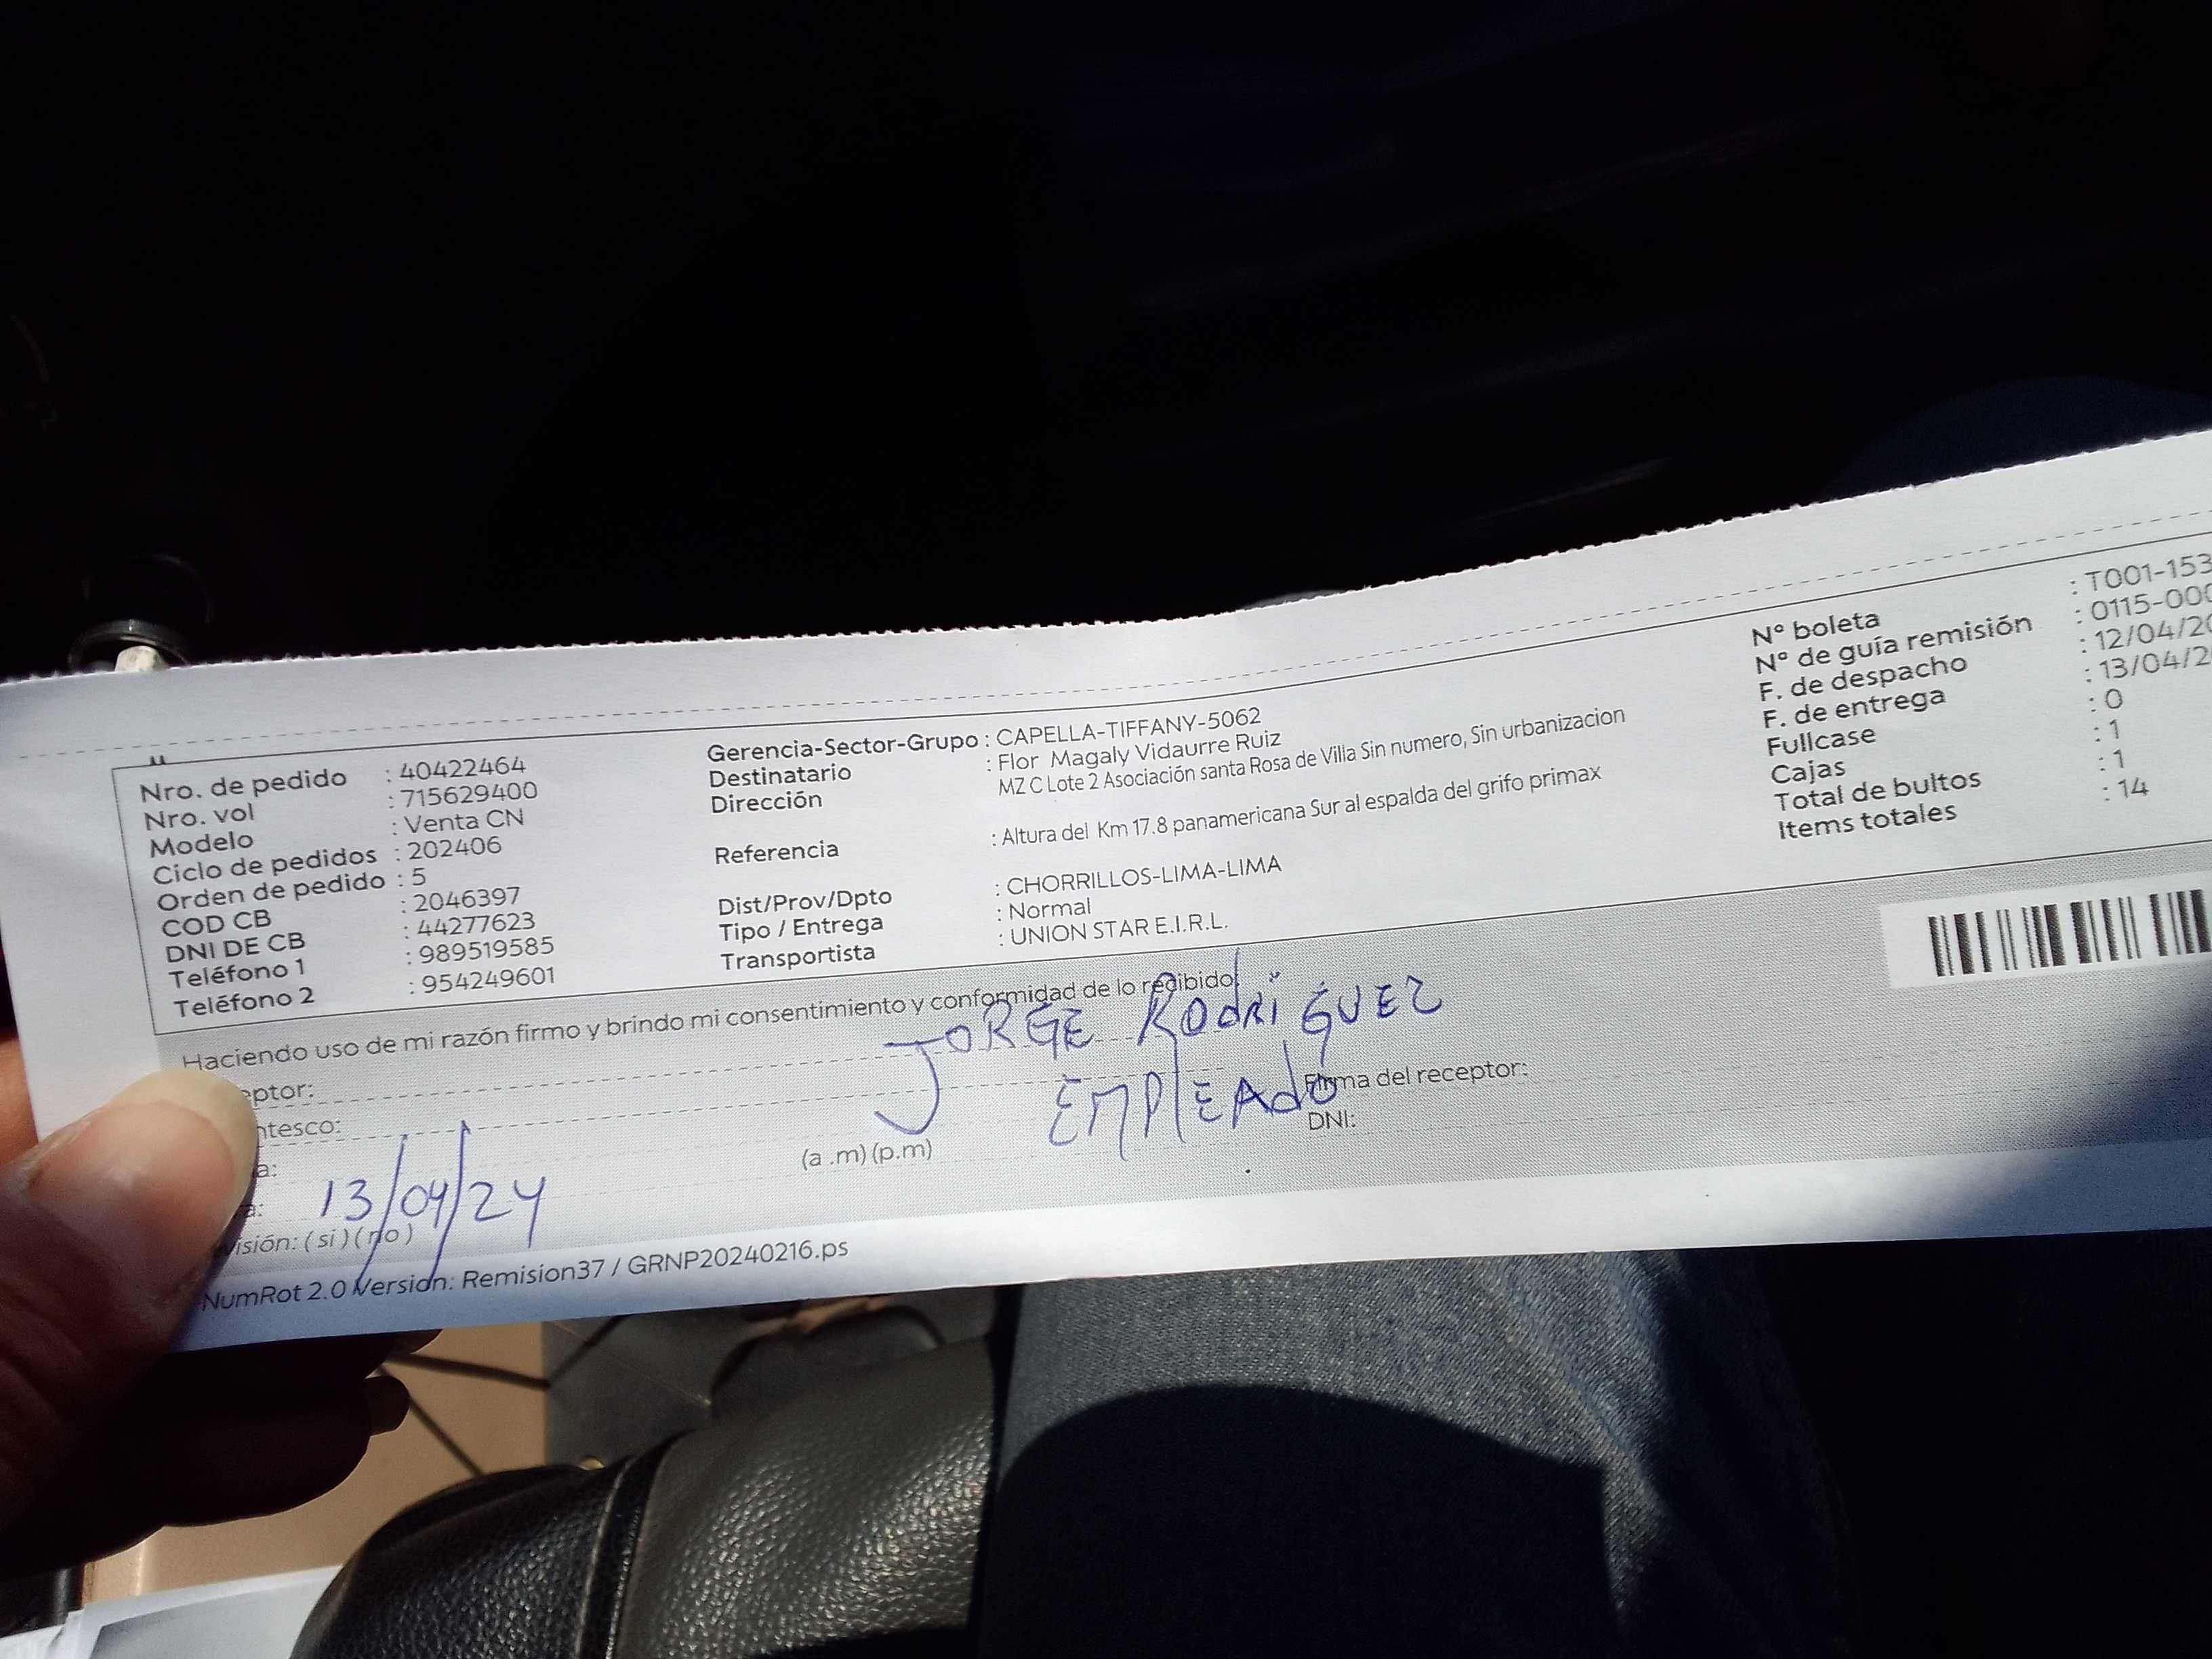 Nro. de pedido : 40422464
Nro. vol : 715629400
Modelo : Venta CN
Ciclo de pedidos : 202406
Orden de pedido : 5
COD CB : 2046397
DNI DE CB : 44277623
Teléfono 1 : 989519585
Teléfono 2 : 954249601
Gerencia-Sector-Grupo : CAPELLA-TIFFANY-5062
Destinatario : Flor Magaly Vidaurre Ruiz
Dirección MZ C Lote 2 Asociación santa Rosa de Villa Sin numero, Sin urbanizacion
Referencia : Altura del Km 17.8 panamericana Sur al espalda del grifo primax
Dist/Prov/Dpto : CHORRILLOS-LIMA-LIMA
Tipo / Entrega : Normal
Transportista : UNION STAR E.I.R.L.
N° boleta : T001-153
N° de guía remisión : 0115-000
F. de despacho : 12/04/20
F. de entrega : 13/04/2
Fullcase : 0
Cajas : 1
Total de bultos : 1
Items totales : 14
Haciendo uso de mi razón firmo y brindo mi consentimiento y conformidad de lo recibido
JORGE RODRIGUEZ
eptor:
EMPLEADO
Firma del receptor:
ntesco:
DNI:
a:
(a .m) (p.m)
a:
13/04/24
isión: ( si ) ( no )
NumRot 2.0 Version: Remision37 / GRNP20240216.ps